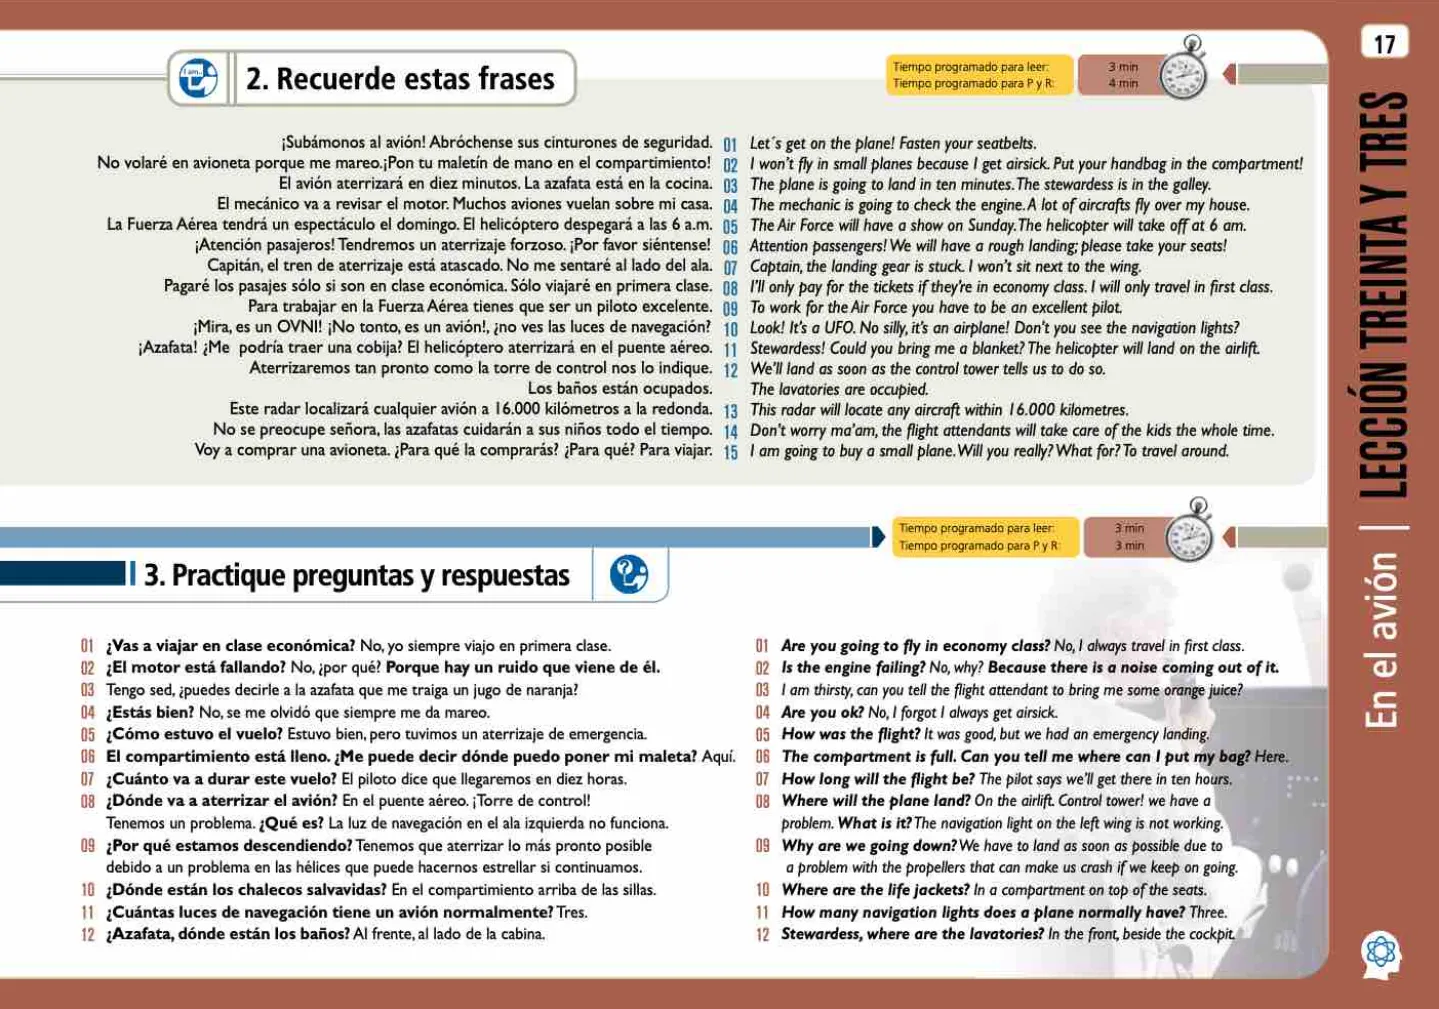 17
LECCIÓN TREINTA Y TRES
En el avión
I am..
2. Recuerde estas frases
Tiempo programado para leer: 3 min
Tiempo programado para P y R: 4 min
¡Subámonos al avión! Abróchense sus cinturones de seguridad. 01 Let´s get on the plane! Fasten your seatbelts.
No volaré en avioneta porque me mareo.¡Pon tu maletín de mano en el compartimiento! 02 I won't fly in small planes because I get airsick. Put your handbag in the compartment!
El avión aterrizará en diez minutos. La azafata está en la cocina. 03 The plane is going to land in ten minutes. The stewardess is in the galley.
El mecánico va a revisar el motor. Muchos aviones vuelan sobre mi casa. 04 The mechanic is going to check the engine. A lot of aircrafts fly over my house.
La Fuerza Aérea tendrá un espectáculo el domingo. El helicóptero despegará a las 6 a.m. 05 The Air Force will have a show on Sunday. The helicopter will take off at 6 am.
¡Atención pasajeros! Tendremos un aterrizaje forzoso. ¡Por favor siéntense! 06 Attention passengers! We will have a rough landing; please take your seats!
Capitán, el tren de aterrizaje está atascado. No me sentaré al lado del ala. 07 Captain, the landing gear is stuck. I won't sit next to the wing.
Pagaré los pasajes sólo si son en clase económica. Sólo viajaré en primera clase. 08 I'll only pay for the tickets if they're in economy class. I will only travel in first class.
Para trabajar en la Fuerza Aérea tienes que ser un piloto excelente. 09 To work for the Air Force you have to be an excellent pilot.
¡Mira, es un OVNI! ¡No tonto, es un avión!, ¿no ves las luces de navegación? 10 Look! It's a UFO. No silly, it's an airplane! Don't you see the navigation lights?
¡Azafata! ¿Me podría traer una cobija? El helicóptero aterrizará en el puente aéreo. 11 Stewardess! Could you bring me a blanket? The helicopter will land on the airlift.
Aterrizaremos tan pronto como la torre de control nos lo indique. 12 We'll land as soon as the control tower tells us to do so.
Los baños están ocupados. The lavatories are occupied.
Este radar localizará cualquier avión a 16.000 kilómetros a la redonda. 13 This radar will locate any aircraft within 16.000 kilometres.
No se preocupe señora, las azafatas cuidarán a sus niños todo el tiempo. 14 Don't worry ma'am, the flight attendants will take care of the kids the whole time.
Voy a comprar una avioneta. ¿Para qué la comprarás? ¿Para qué? Para viajar. 15 I am going to buy a small plane. Will you really? What for? To travel around.
Tiempo programado para leer: 3 min
Tiempo programado para P y R: 3 min
3. Practique preguntas y respuestas
01 ¿Vas a viajar en clase económica? No, yo siempre viajo en primera clase.
02 ¿El motor está fallando? No, ¿por qué? Porque hay un ruido que viene de él.
03 Tengo sed, ¿puedes decirle a la azafata que me traiga un jugo de naranja?
04 ¿Estás bien? No, se me olvidó que siempre me da mareo.
05 ¿Cómo estuvo el vuelo? Estuvo bien, pero tuvimos un aterrizaje de emergencia.
06 El compartimiento está lleno. ¿Me puede decir dónde puedo poner mi maleta? Aquí.
07 ¿Cuánto va a durar este vuelo? El piloto dice que llegaremos en diez horas.
08 ¿Dónde va a aterrizar el avión? En el puente aéreo. ¡Torre de control!
Tenemos un problema. ¿Qué es? La luz de navegación en el ala izquierda no funciona.
09 ¿Por qué estamos descendiendo? Tenemos que aterrizar lo más pronto posible
debido a un problema en las hélices que puede hacernos estrellar si continuamos.
10 ¿Dónde están los chalecos salvavidas? En el compartimiento arriba de las sillas.
11 ¿Cuántas luces de navegación tiene un avión normalmente? Tres.
12 ¿Azafata, dónde están los baños? Al frente, al lado de la cabina.
01 Are you going to fly in economy class? No, I always travel in first class.
02 Is the engine failing? No, why? Because there is a noise coming out of it.
03 I am thirsty, can you tell the flight attendant to bring me some orange juice?
04 Are you ok? No, I forgot I always get airsick.
05 How was the flight? It was good, but we had an emergency landing.
06 The compartment is full. Can you tell me where can I put my bag? Here.
07 How long will the flight be? The pilot says we'll get there in ten hours.
08 Where will the plane land? On the airlift. Control tower! we have a
problem. What is it? The navigation light on the left wing is not working.
09 Why are we going down? We have to land as soon as possible due to
a problem with the propellers that can make us crash if we keep on going.
10 Where are the life jackets? In a compartment on top of the seats.
11 How many navigation lights does a plane normally have? Three.
12 Stewardess, where are the lavatories? In the front, beside the cockpit.